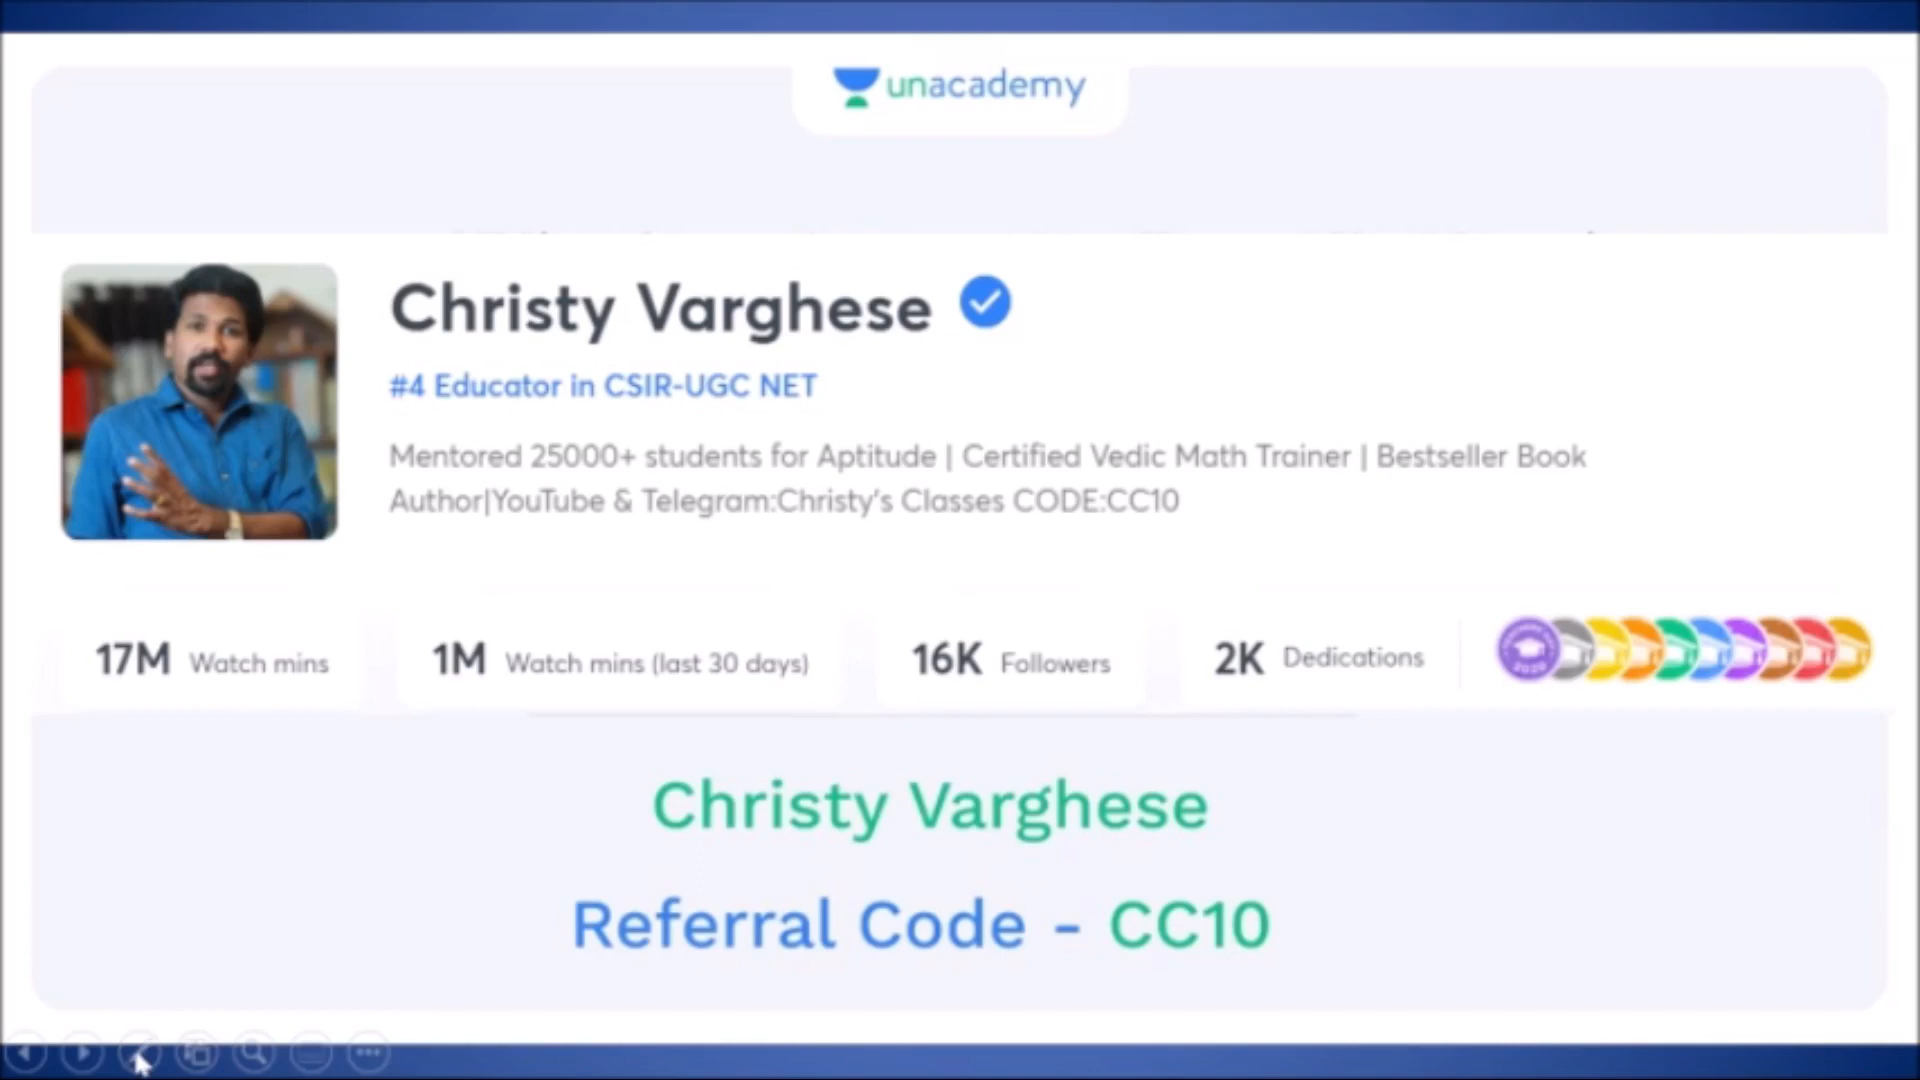 unacademy
Christy Varghese
#4 Educator in CSIR-UGC NET
Mentored 25000+ students for Aptitude | Certified Vedic Math Trainer | Bestseller Book
Author|YouTube & Telegram:Christy's Classes CODE:CC10
17M Watch mins 1M Watch mins (last 30 days) 16K Followers 2K Dedications
2020
Christy Varghese
Referral Code - CC10